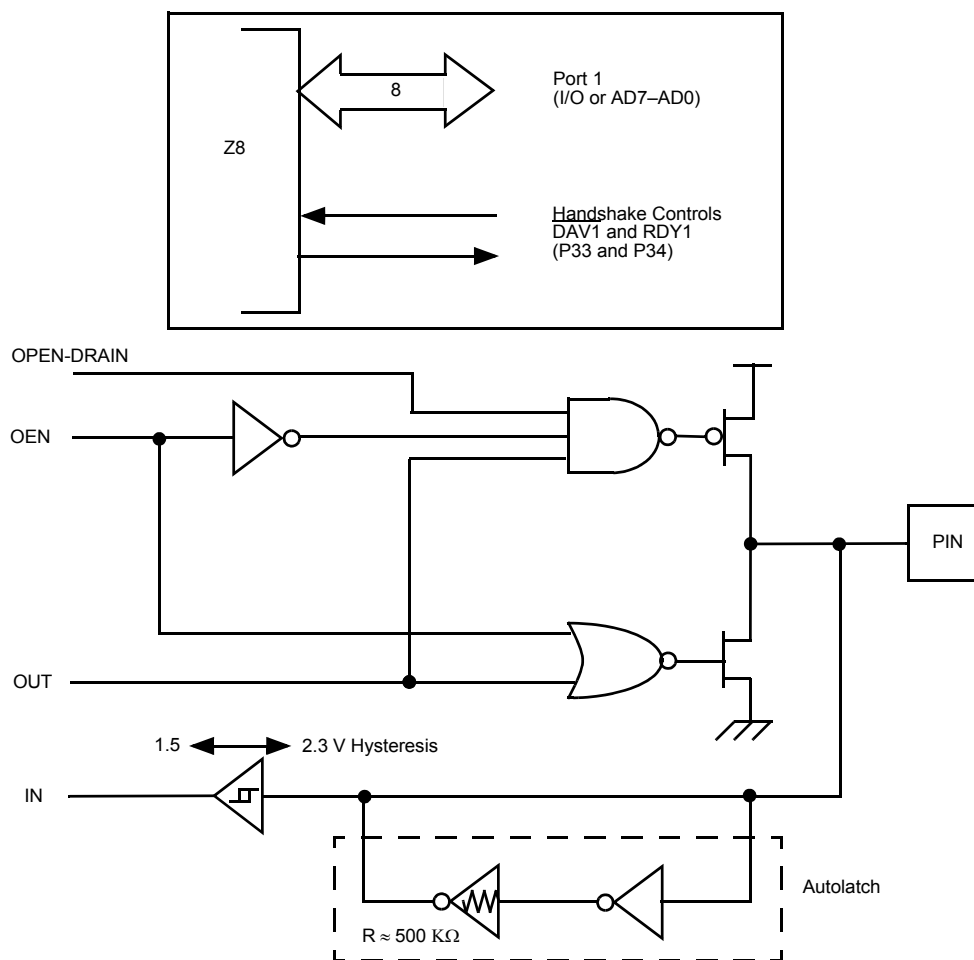 Port 1
(I/O or AD7–AD0)
8
Z8
Handshake Controls
DAV1 and RDY1
(P33 and P34)
OPEN-DRAIN
OEN
PIN
OUT
1.5 2.3 V Hysteresis
IN
Autolatch
R ≈ 500 KΩ